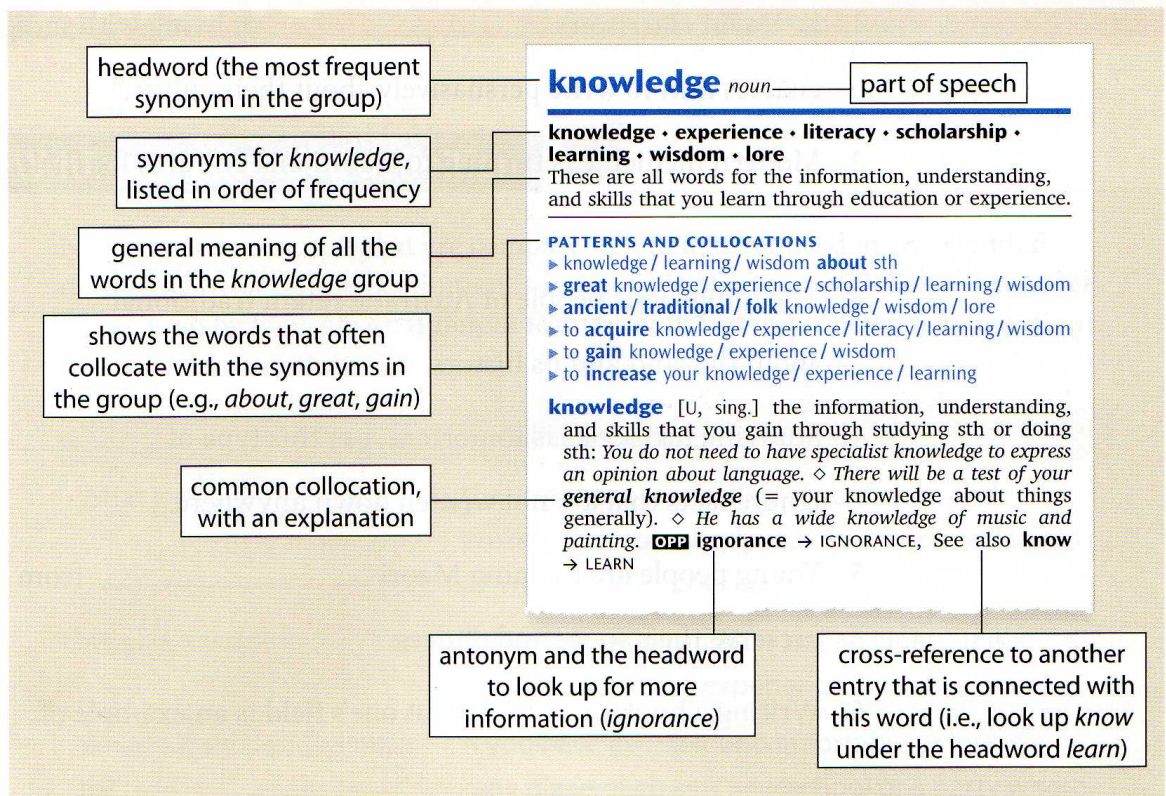 headword (the most frequent
synonym in the group)
synonyms for knowledge,
listed in order of frequency
general meaning of all the
words in the knowledge group
shows the words that often
collocate with the synonyms in
the group (e.g., about, great, gain)
common collocation,
with an explanation
knowledge noun
part of speech
knowledge • experience • literacy • scholarship •
learning • wisdom • lore
These are all words for the information, understanding,
and skills that you learn through education or experience.
PATTERNS AND COLLOCATIONS
▸ knowledge / learning / wisdom about sth
▸ great knowledge / experience / scholarship / learning / wisdom
▸ ancient / traditional / folk knowledge / wisdom / lore
▸ to acquire knowledge / experience / literacy / learning / wisdom
▸ to gain knowledge / experience / wisdom
▸ to increase your knowledge / experience / learning
knowledge [U, sing.] the information, understanding,
and skills that you gain through studying sth or doing
sth: You do not need to have specialist knowledge to express
an opinion about language. ◇ There will be a test of your
general knowledge (= your knowledge about things
generally). ◇ He has a wide knowledge of music and
painting. OPP ignorance → IGNORANCE, See also know
→ LEARN
antonym and the headword
to look up for more
information (ignorance)
cross-reference to another
entry that is connected with
this word (i.e., look up know
under the headword learn)